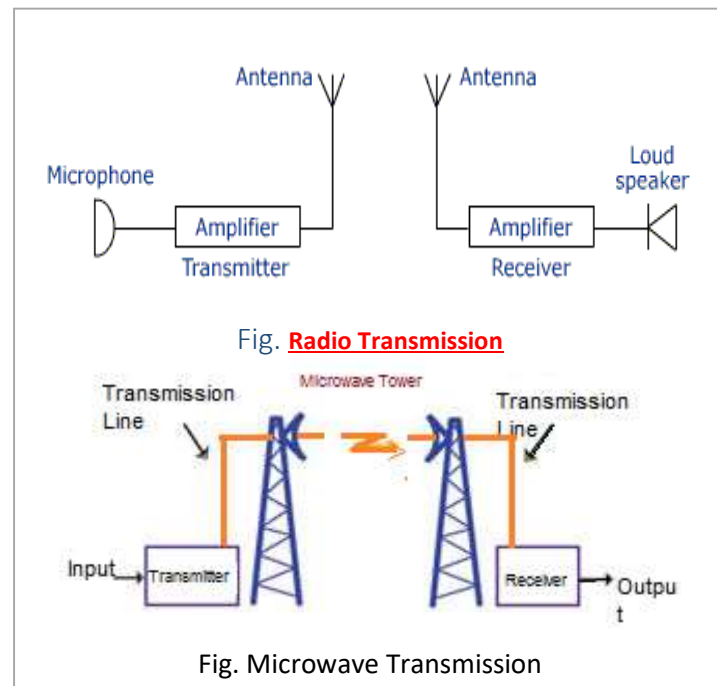 Antenna
Antenna
Microphone
Loud
speaker
Amplifier
Amplifier
Transmitter
Receiver
Fig. Radio Transmission
Microwave Tower
Transmission
Line
Transmission
Line
Input
Transmitter
Receiver
Outpu
t
Fig. Microwave Transmission